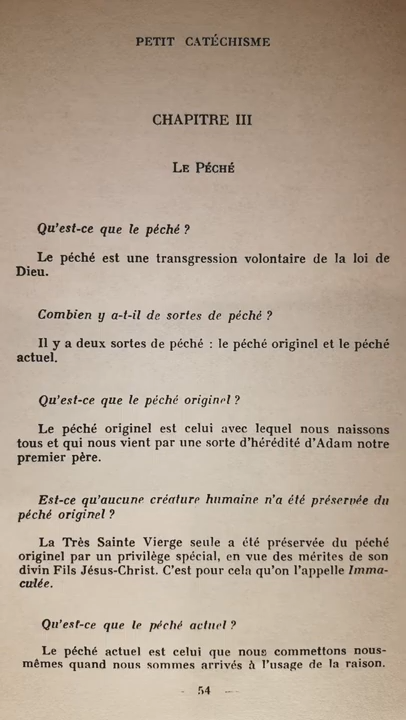 PETIT CATÉCHISME
CHAPITRE III
LE PÉCHÉ
Qu'est-ce que le péché ?
Le péché est une transgression volontaire de la loi de
Dieu.
Combien y a-t-il de sortes de péché ?
Il y a deux sortes de péché : le péché originel et le péché
actuel.
Qu'est-ce que le péché originel ?
Le péché originel est celui avec lequel nous naissons
tous et qui nous vient par une sorte d'hérédité d'Adam notre
premier père.
Est-ce qu'aucune créature humaine n'a été préservée du
péché originel ?
La Très Sainte Vierge seule a été préservée du péché
originel par un privilège spécial, en vue des mérites de son
divin Fils Jésus-Christ. C'est pour cela qu'on l'appelle Imma-
culée.
Qu'est-ce que le péché actuel ?
Le péché actuel est celui que nous commettons nous-
mêmes quand nous sommes arrivés à l'usage de la raison.
- 54 -